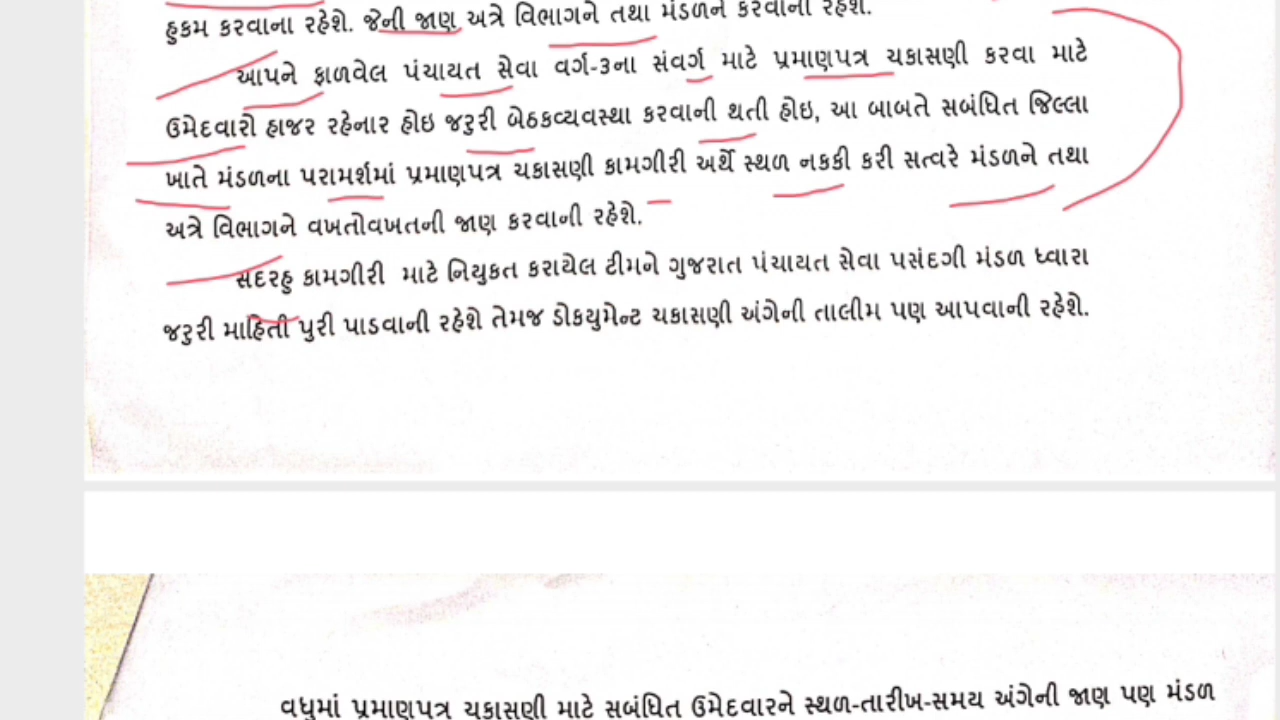 હુકમ કરવાના રહેશે. જેની જાણ અત્રે વિભાગને તથા મંડળને કરવાની રહેશે.
આપને ફાળવેલ પંચાયત સેવા વર્ગ-૩ના સંવર્ગ માટે પ્રમાણપત્ર ચકાસણી કરવા માટે
ઉમેદવારો હાજર રહેનાર હોઇ જરુરી બેઠકવ્યવસ્થા કરવાની થતી હોઇ, આ બાબતે સબંધિત જિલ્લા
ખાતે મંડળના પરામર્શમાં પ્રમાણપત્ર ચકાસણી કામગીરી અર્થે સ્થળ નકકી કરી સત્વરે મંડળને તથા
અત્રે વિભાગને વખતોવખતની જાણ કરવાની રહેશે.
સદરહુ કામગીરી માટે નિયુકત કરાયેલ ટીમને ગુજરાત પંચાયત સેવા પસંદગી મંડળ ધ્વારા
જરુરી માહિતી પુરી પાડવાની રહેશે તેમજ ડોકયુમેન્ટ ચકાસણી અંગેની તાલીમ પણ આપવાની રહેશે.
વધુમાં પ્રમાણપત્ર ચકાસણી માટે સબંધિત ઉમેદવારને સ્થળ-તારીખ-સમય અંગેની જાણ પણ મંડળ